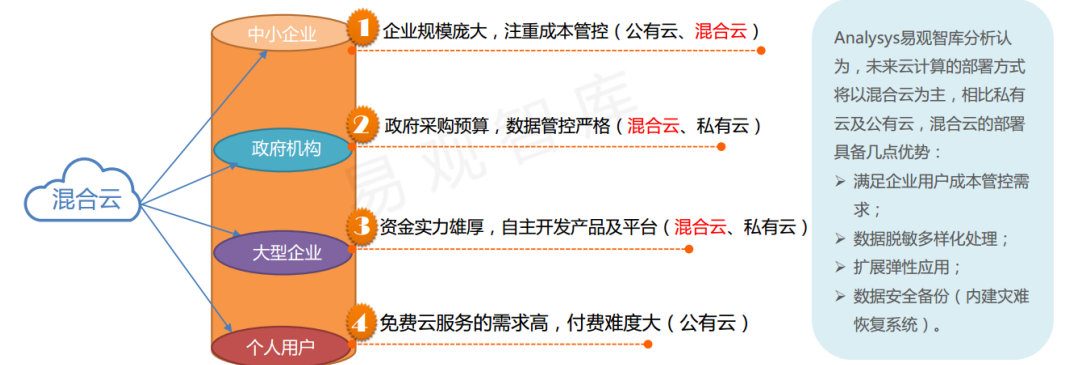 混合云
中小企业
1 企业规模庞大，注重成本管控（公有云、混合云）
政府机构
2 政府采购预算，数据管控严格（混合云、私有云）
大型企业
3 资金实力雄厚，自主开发产品及平台（混合云、私有云）
个人用户
4 免费云服务的需求高，付费难度大（公有云）
易观智库
Analysys易观智库分析认
为，未来云计算的部署方式
将以混合云为主，相比私有
云及公有云，混合云的部署
具备几点优势：
➢ 满足企业用户成本管控需
求；
➢ 数据脱敏多样化处理；
➢ 扩展弹性应用；
➢ 数据安全备份（内建灾难
恢复系统）。